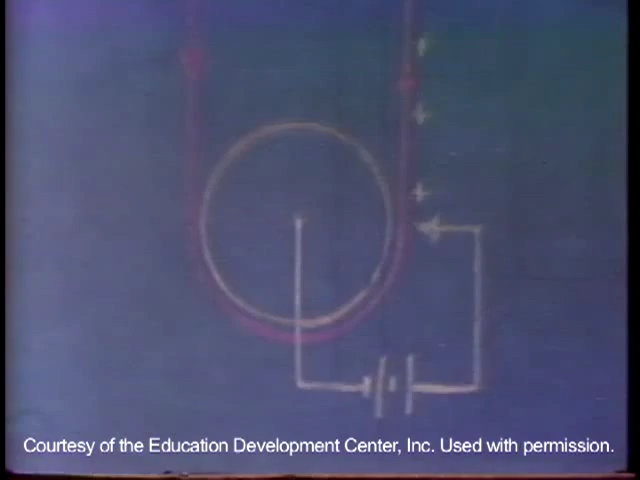 +
+
+
Courtesy of the Education Development Center, Inc. Used with permission.